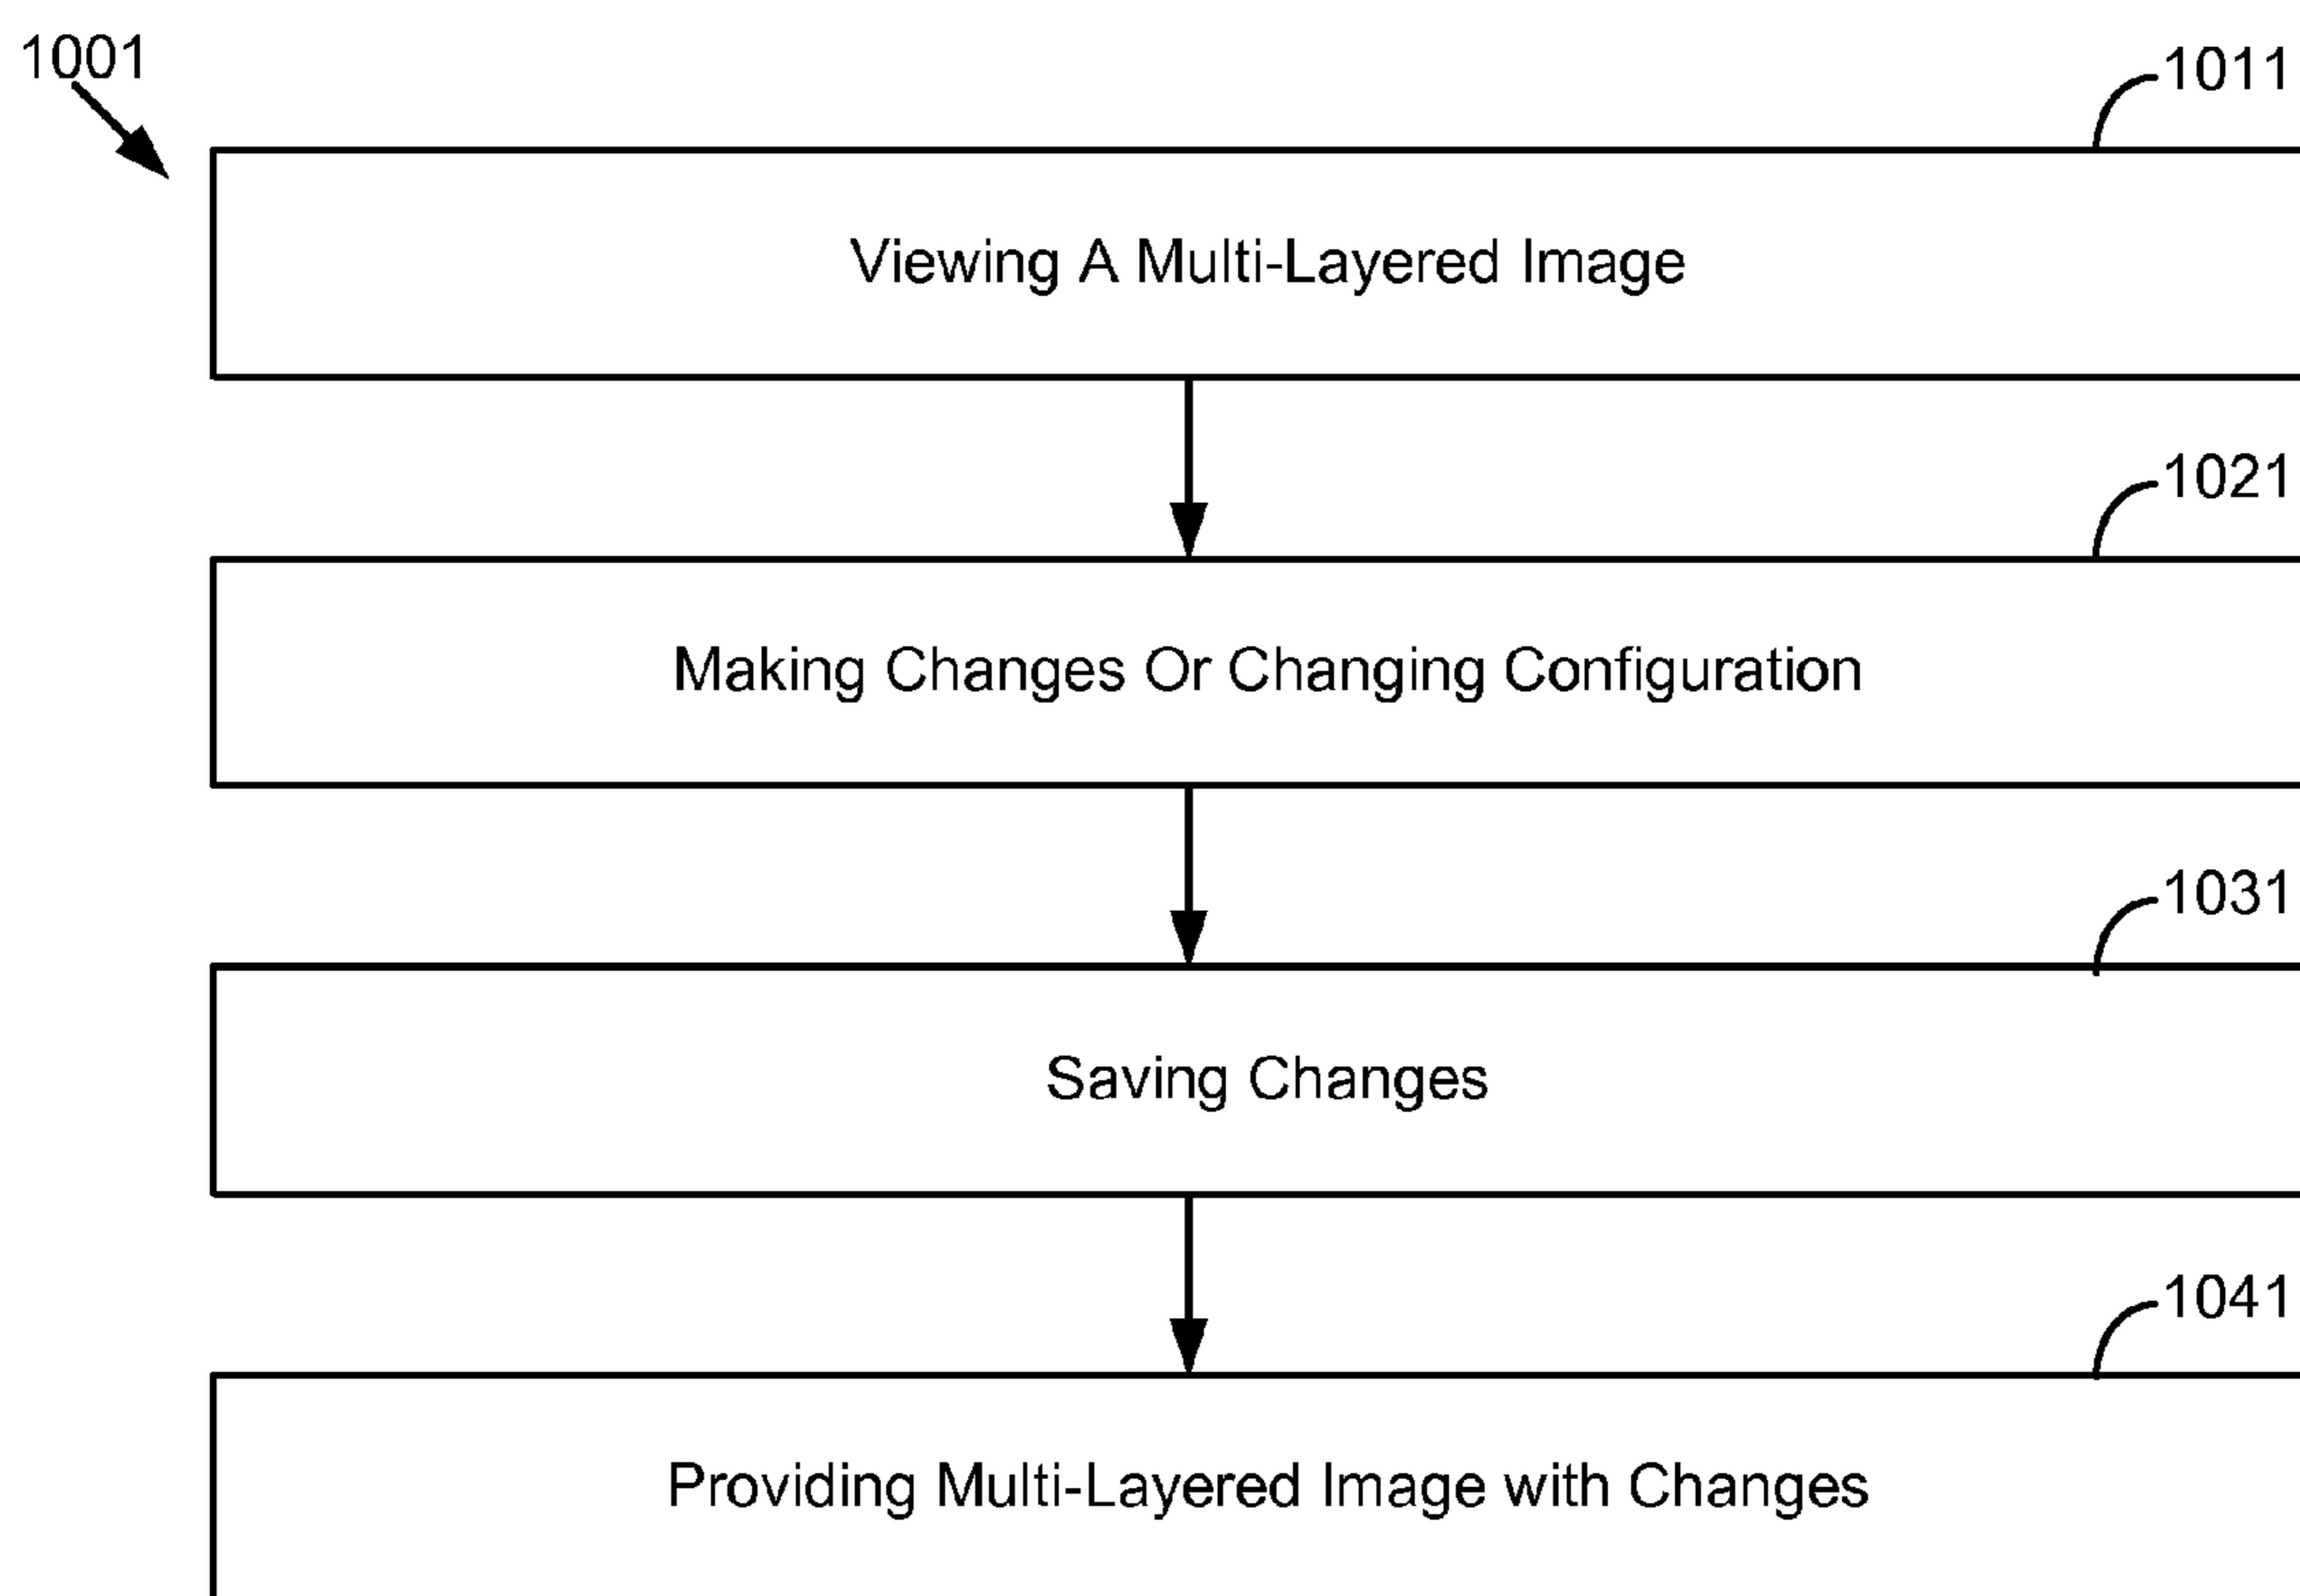 1001
1011
Viewing A Multi-Layered Image
1021
Making Changes Or Changing Configuration
1031
Saving Changes
1041
Providing Multi-Layered Image with Changes